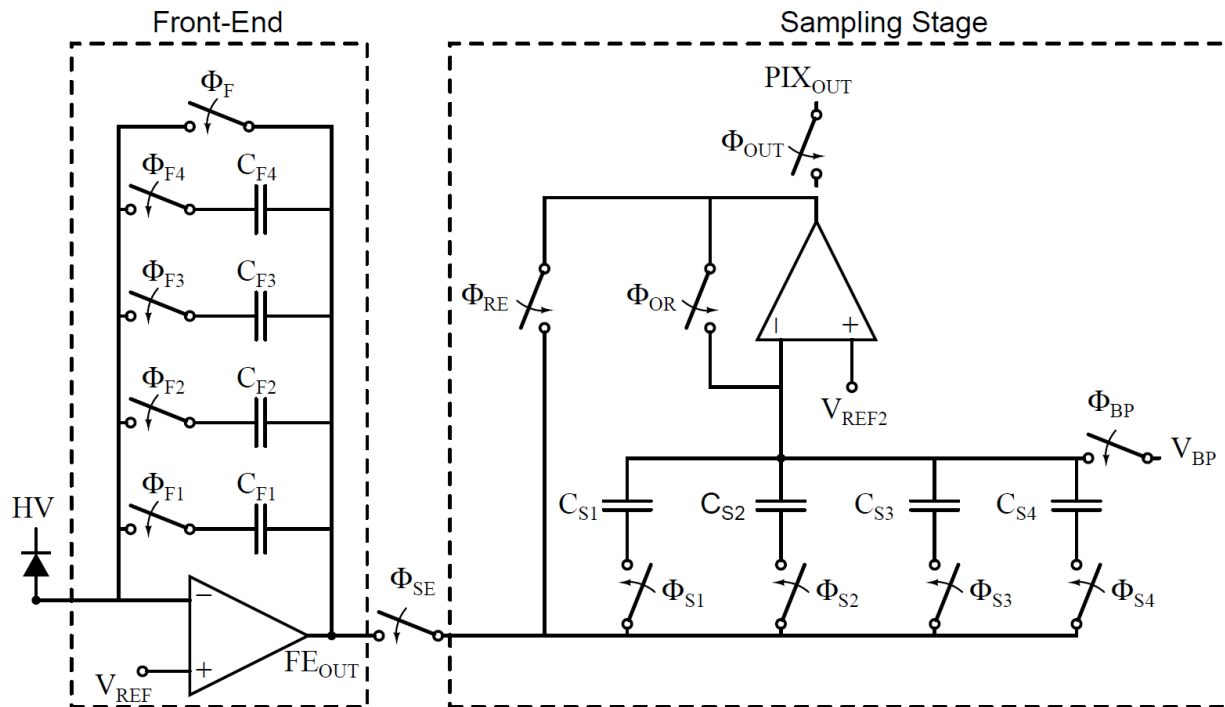 Front-End
Sampling Stage
Φ_F
PIX_OUT
Φ_OUT
Φ_F4 C_F4
Φ_F3 C_F3
Φ_RE
Φ_OR
− +
Φ_F2 C_F2
V_REF2
Φ_BP
V_BP
Φ_F1 C_F1
C_S1
C_S2
C_S3
C_S4
HV
Φ_SE
Φ_S1
Φ_S2
Φ_S3
Φ_S4
−
+
V_REF
FE_OUT